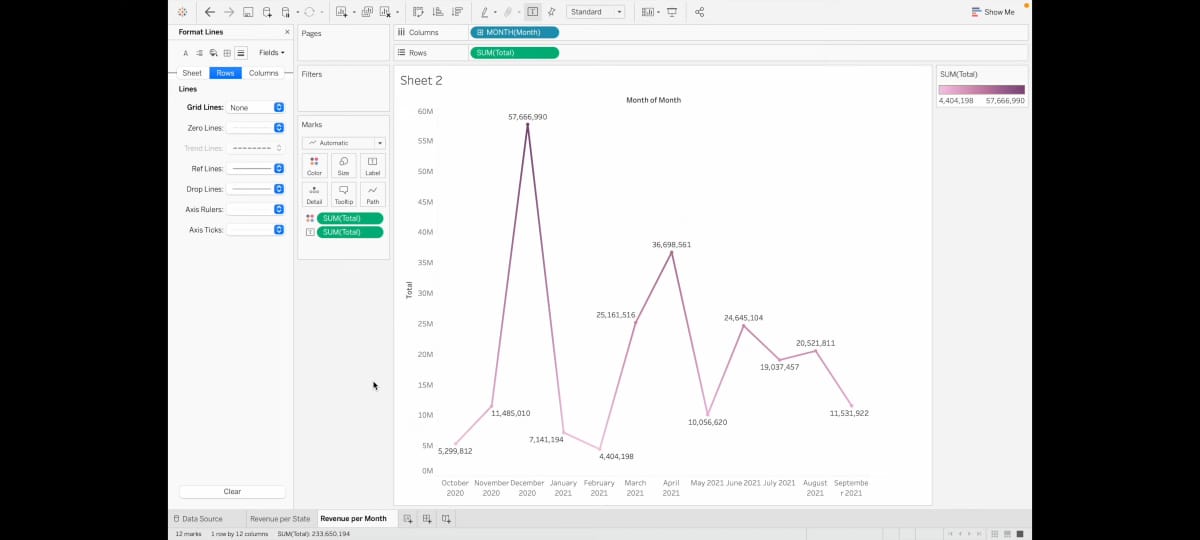 Standard
Show Me
Format Lines
×
Pages
Columns
MONTH(Month)
Fields
Rows
SUM(Total)
Sheet
Rows
Columns
Filters
Sheet 2
SUM(Total)
Lines
4,404,198 57,666,990
Grid Lines: None
Zero Lines:
Trend Lines:
Ref Lines:
Drop Lines:
Axis Rulers:
Axis Ticks:
Clear
Marks
Automatic
Color Size Label
Detail Tooltip Path
SUM(Total)
SUM(Total)
Month of Month
60M
55M
50M
45M
40M
35M
30M
25M
20M
15M
10M
5M
0M
Total
57,666,990
36,698,561
25,161,516
24,645,104
20,521,811
19,037,457
11,485,010
11,531,922
10,056,620
7,141,194
5,299,812
4,404,198
October November December January February March April May 2021 June 2021 July 2021 August Septembe
2020 2020 2020 2021 2021 2021 2021 2021 r 2021
Data Source Revenue per State Revenue per Month
12 marks 1 row by 12 columns SUM(Total): 233,650,194